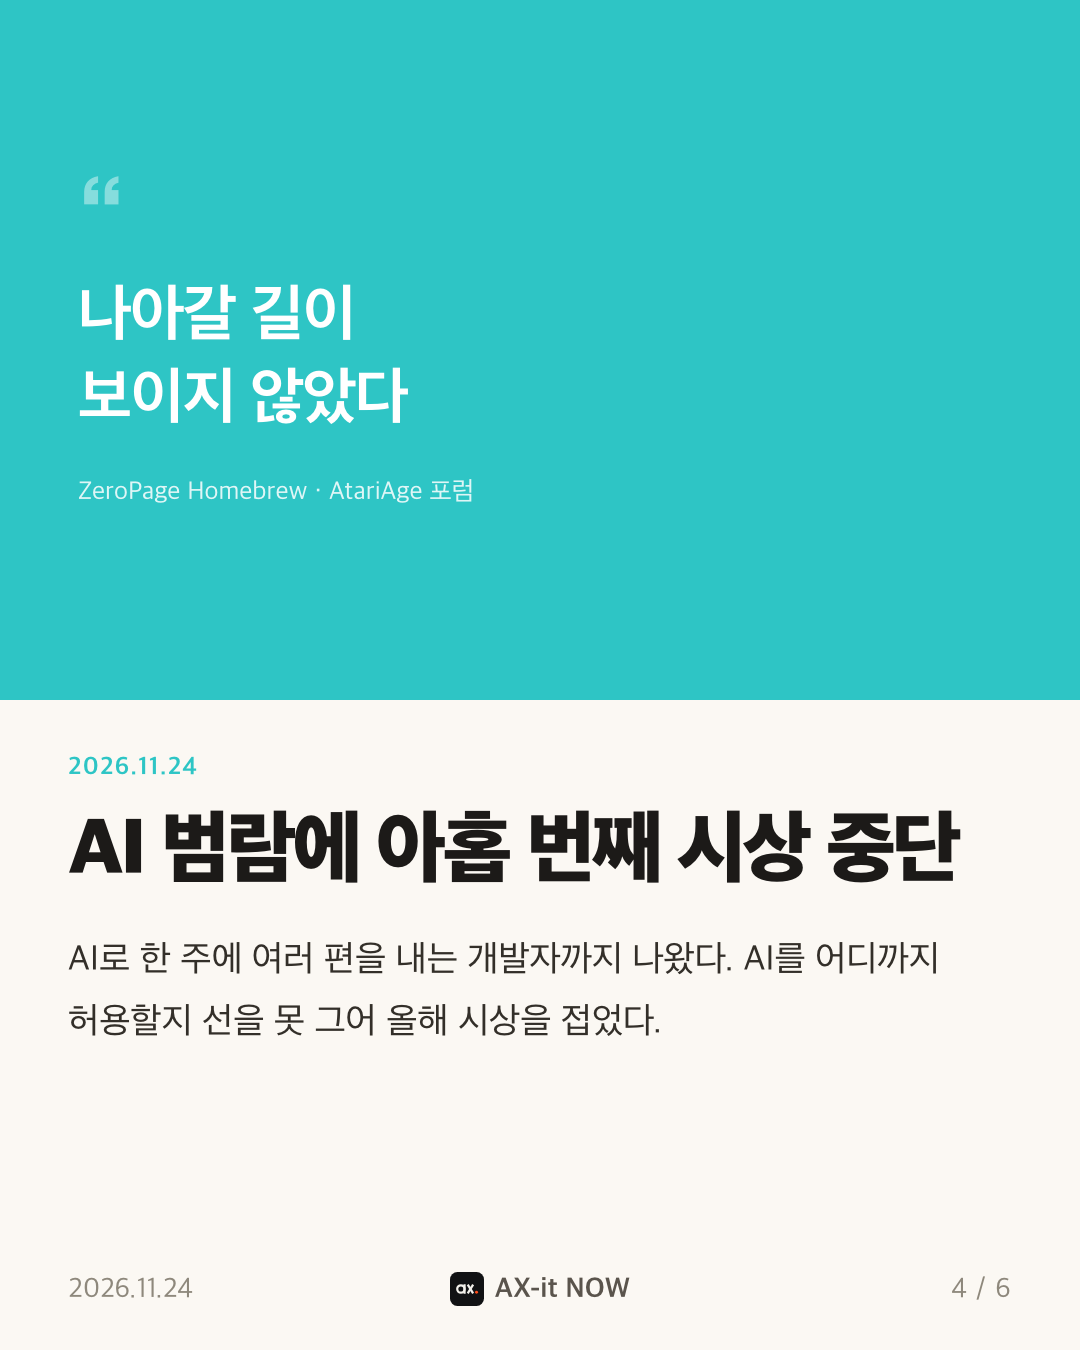 “
나아갈 길이
보이지 않았다
ZeroPage Homebrew · AtariAge 포럼
2026.11.24
AI 범람에 아홉 번째 시상 중단
AI로 한 주에 여러 편을 내는 개발자까지 나왔다. AI를 어디까지
허용할지 선을 못 그어 올해 시상을 접었다.
2026.11.24
ax. AX-it NOW
4 / 6